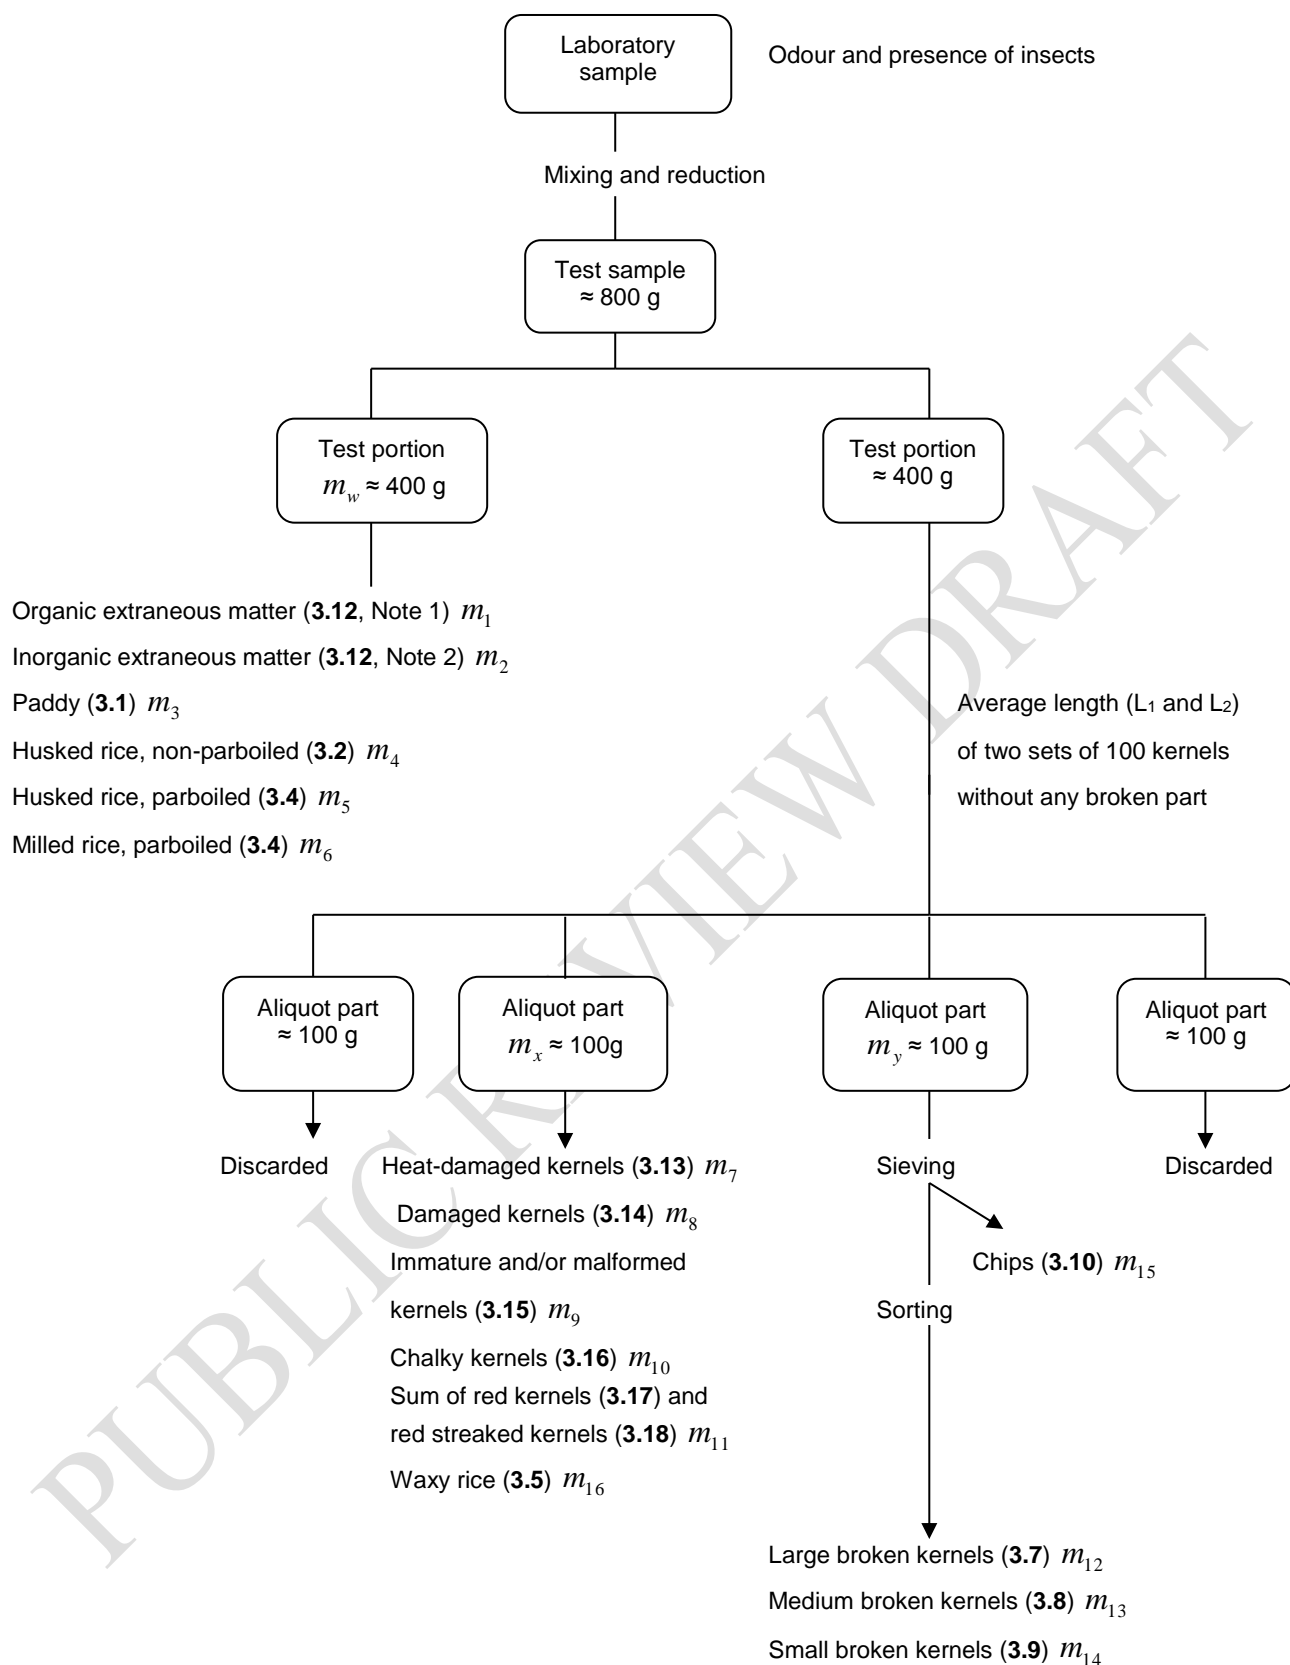 Laboratory
sample
Odour and presence of insects
Mixing and reduction
Test sample
≈ 800 g
Test portion
m_w ≈ 400 g
Test portion
≈ 400 g
Organic extraneous matter (3.12, Note 1) m_1
Inorganic extraneous matter (3.12, Note 2) m_2
Paddy (3.1) m_3
Husked rice, non-parboiled (3.2) m_4
Husked rice, parboiled (3.4) m_5
Milled rice, parboiled (3.4) m_6
Average length (L1 and L2)
of two sets of 100 kernels
without any broken part
Aliquot part
≈ 100 g
Aliquot part
m_x ≈ 100g
Aliquot part
m_y ≈ 100 g
Aliquot part
≈ 100 g
Discarded
Heat-damaged kernels (3.13) m_7
Damaged kernels (3.14) m_8
Immature and/or malformed
kernels (3.15) m_9
Chalky kernels (3.16) m_10
Sum of red kernels (3.17) and
red streaked kernels (3.18) m_11
Waxy rice (3.5) m_16
Sieving
Chips (3.10) m_15
Sorting
Discarded
Large broken kernels (3.7) m_12
Medium broken kernels (3.8) m_13
Small broken kernels (3.9) m_14
PUBLIC REVIEW DRAFT